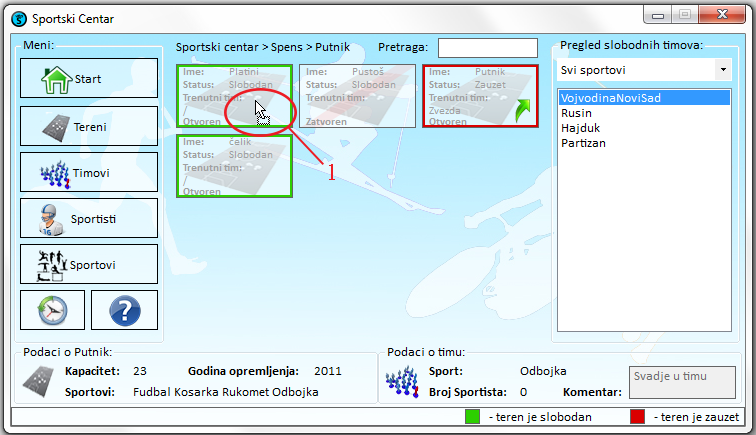 Sportski Centar
Meni:
Start
Tereni
Timovi
Sportisti
Sportovi
Sportski centar > Spens > Putnik
Pretraga:
Ime: Platini
Status: Slobodan
Trenutni tim:
Otvoren
Ime: Pustoš
Status: Slobodan
Trenutni tim:
Zatvoren
Ime: Putnik
Status: Zauzet
Trenutni tim:
Zvezda
Otvoren
Ime: čelik
Status: Slobodan
Trenutni tim:
Otvoren
1
Pregled slobodnih timova:
Svi sportovi
VojvodinaNoviSad
Rusin
Hajduk
Partizan
Podaci o Putnik:
Kapacitet: 23 Godina opremljenja: 2011
Sportovi: Fudbal Kosarka Rukomet Odbojka
Podaci o timu:
Sport: Odbojka
Broj Sportista: 0 Komentar: Svadje u timu
- teren je slobodan
- teren je zauzet